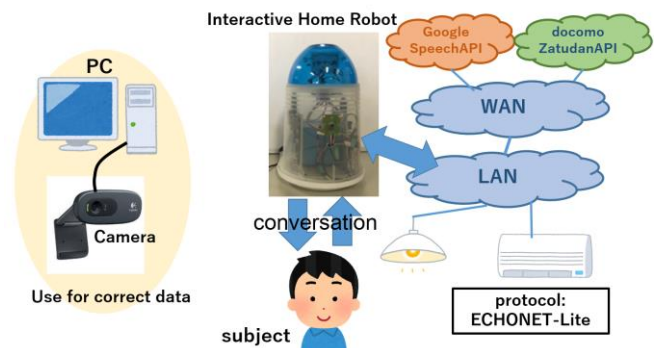 Interactive Home Robot
PC
Camera
Use for correct data
conversation
subject
Google
SpeechAPI
docomo
ZatudanAPI
WAN
LAN
protocol:
ECHONET-Lite